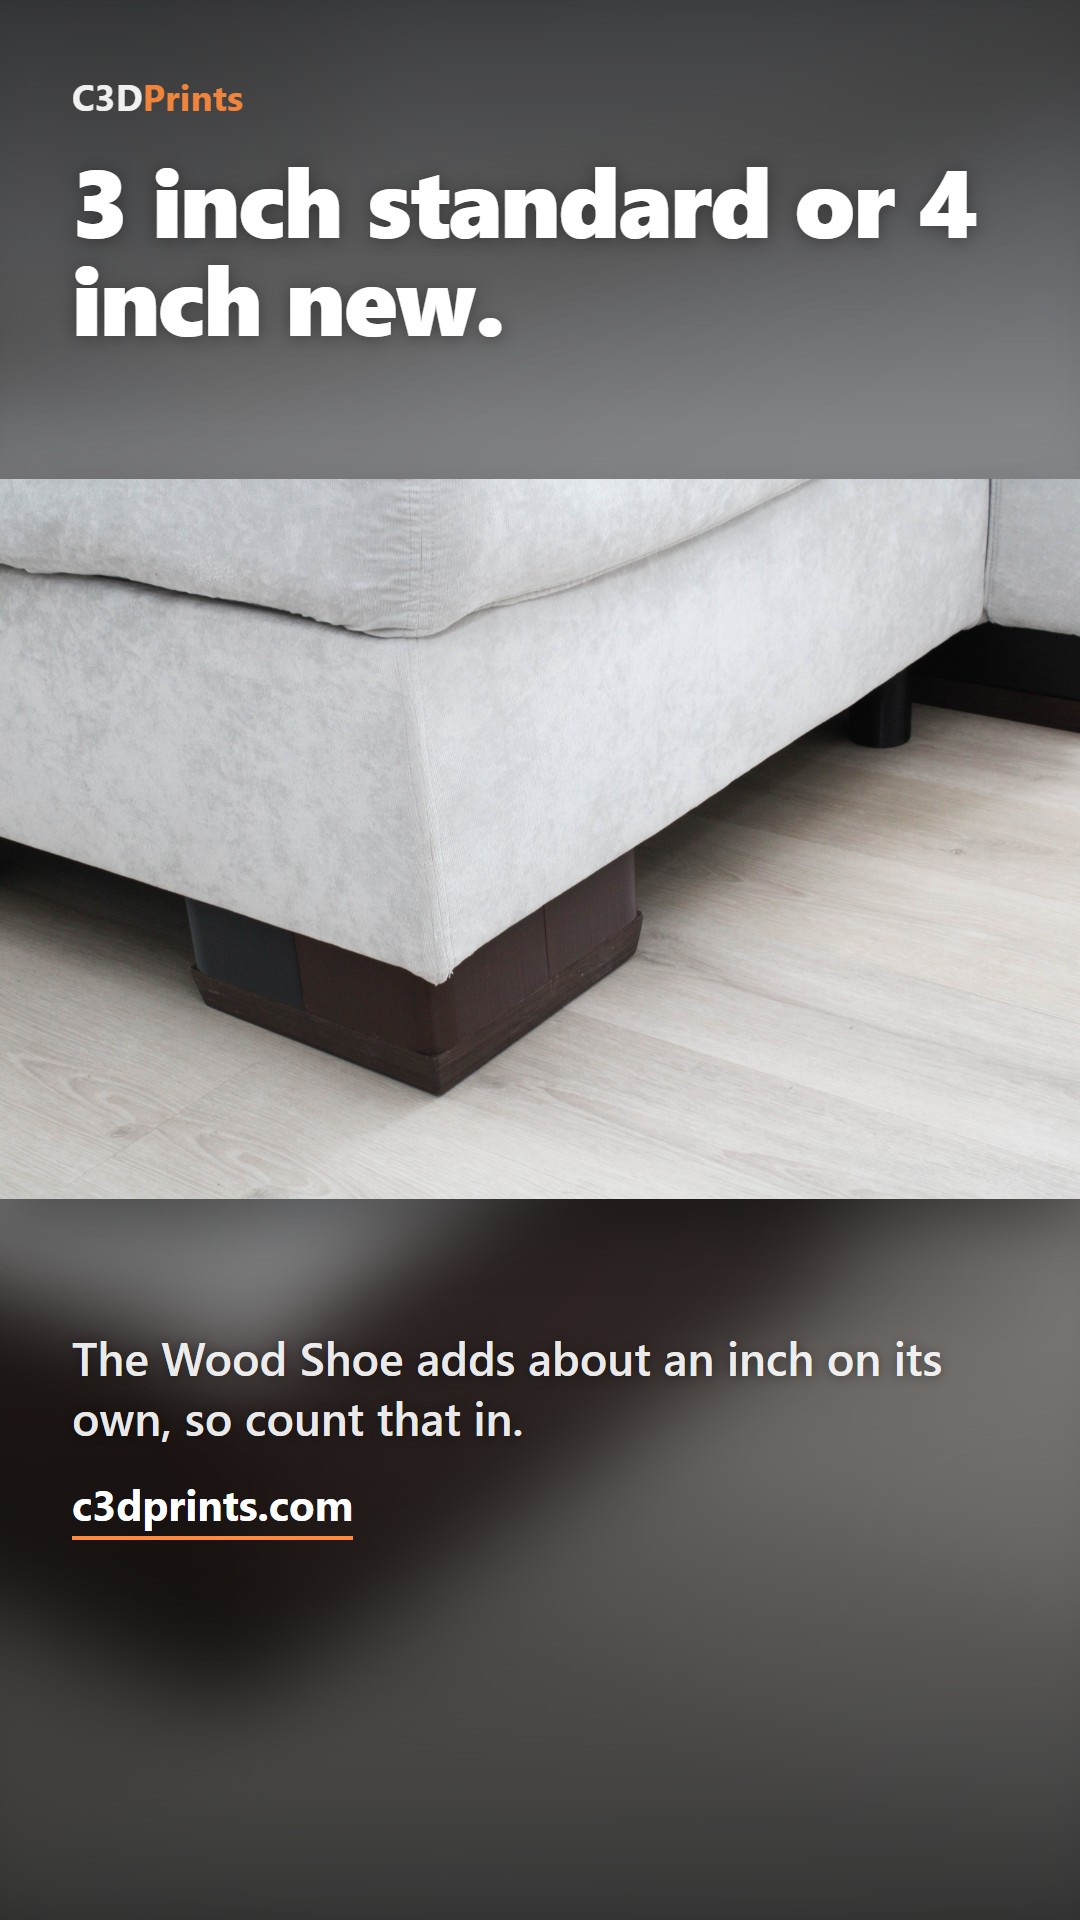 C3DPrints
3 inch standard or 4
inch new.
The Wood Shoe adds about an inch on its
own, so count that in.
c3dprints.com